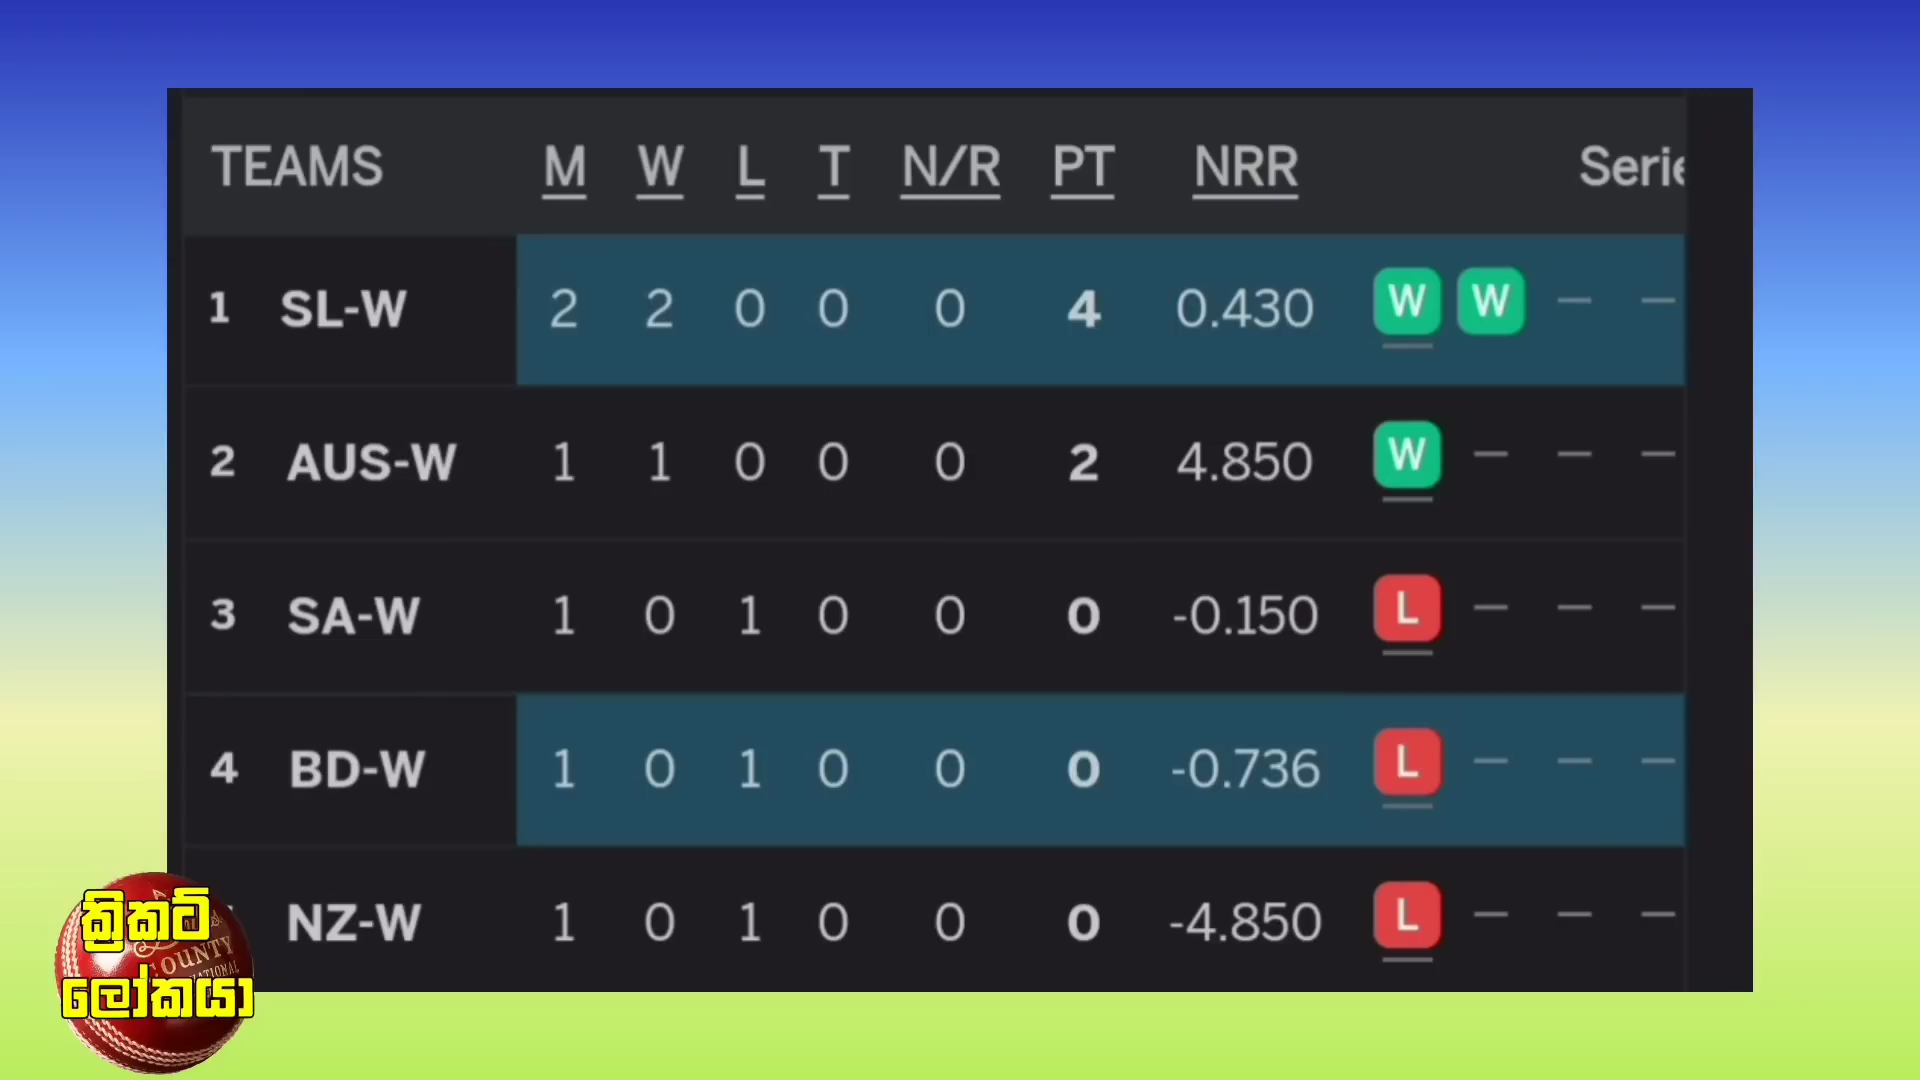 TEAMS M W L T N/R PT NRR Serie
1 SL-W 2 2 0 0 0 4 0.430 W W — —
2 AUS-W 1 1 0 0 0 2 4.850 W — — —
3 SA-W 1 0 1 0 0 0 -0.150 L — — —
4 BD-W 1 0 1 0 0 0 -0.736 L — — —
NZ-W 1 0 1 0 0 0 -4.850 L — — —
ක්‍රිකට්
COUNTY
ලෝකයා